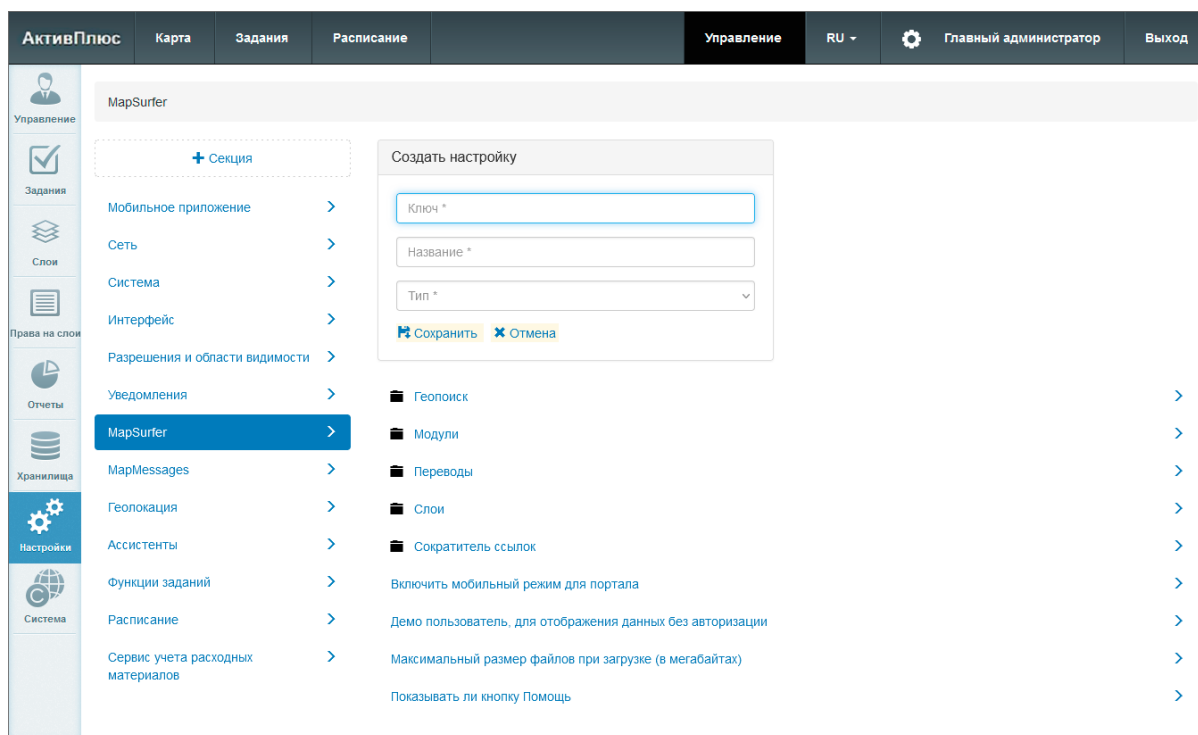 АктивПлюс Карта Задания Расписание Управление RU Главный администратор Выход
Управление
Задания
Слои
Права на слои
Отчеты
Хранилища
Настройки
Система
MapSurfer
Секция
Мобильное приложение
Сеть
Система
Интерфейс
Разрешения и области видимости
Уведомления
MapSurfer
MapMessages
Геолокация
Ассистенты
Функции заданий
Расписание
Сервис учета расходных
материалов
Создать настройку
Ключ *
Название *
Тип *
Сохранить Отмена
Геопоиск
Модули
Переводы
Слои
Сократитель ссылок
Включить мобильный режим для портала
Демо пользователь, для отображения данных без авторизации
Максимальный размер файлов при загрузке (в мегабайтах)
Показывать ли кнопку Помощь